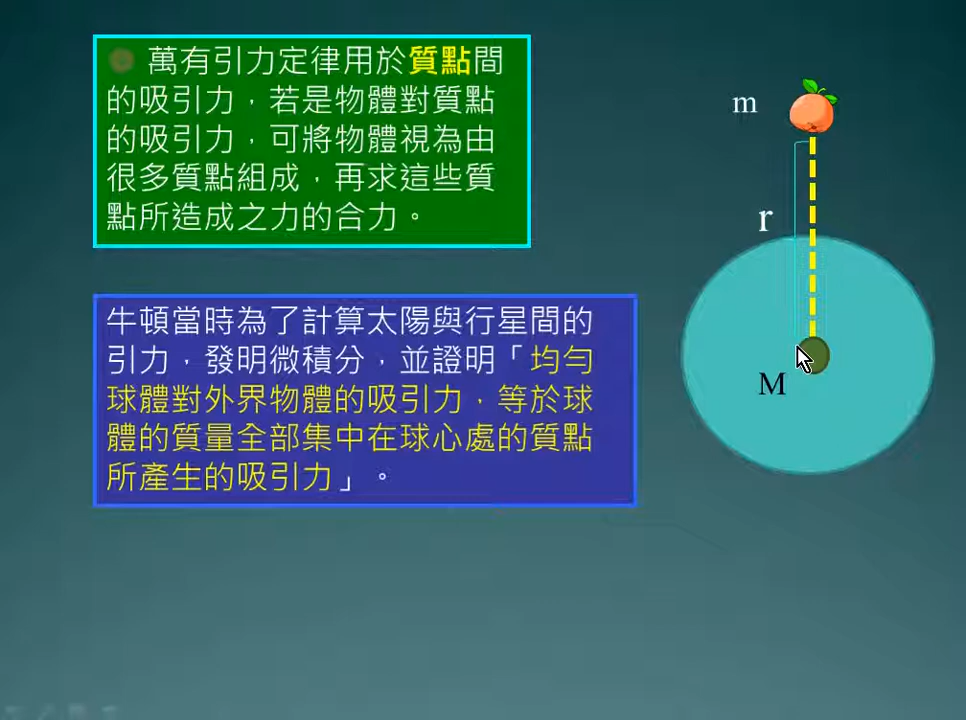 萬有引力定律用於質點間
的吸引力，若是物體對質點
的吸引力，可將物體視為由
很多質點組成，再求這些質
點所造成之力的合力。
牛頓當時為了計算太陽與行星間的
引力，發明微積分，並證明「均勻
球體對外界物體的吸引力，等於球
體的質量全部集中在球心處的質點
所產生的吸引力」。
m
r
M